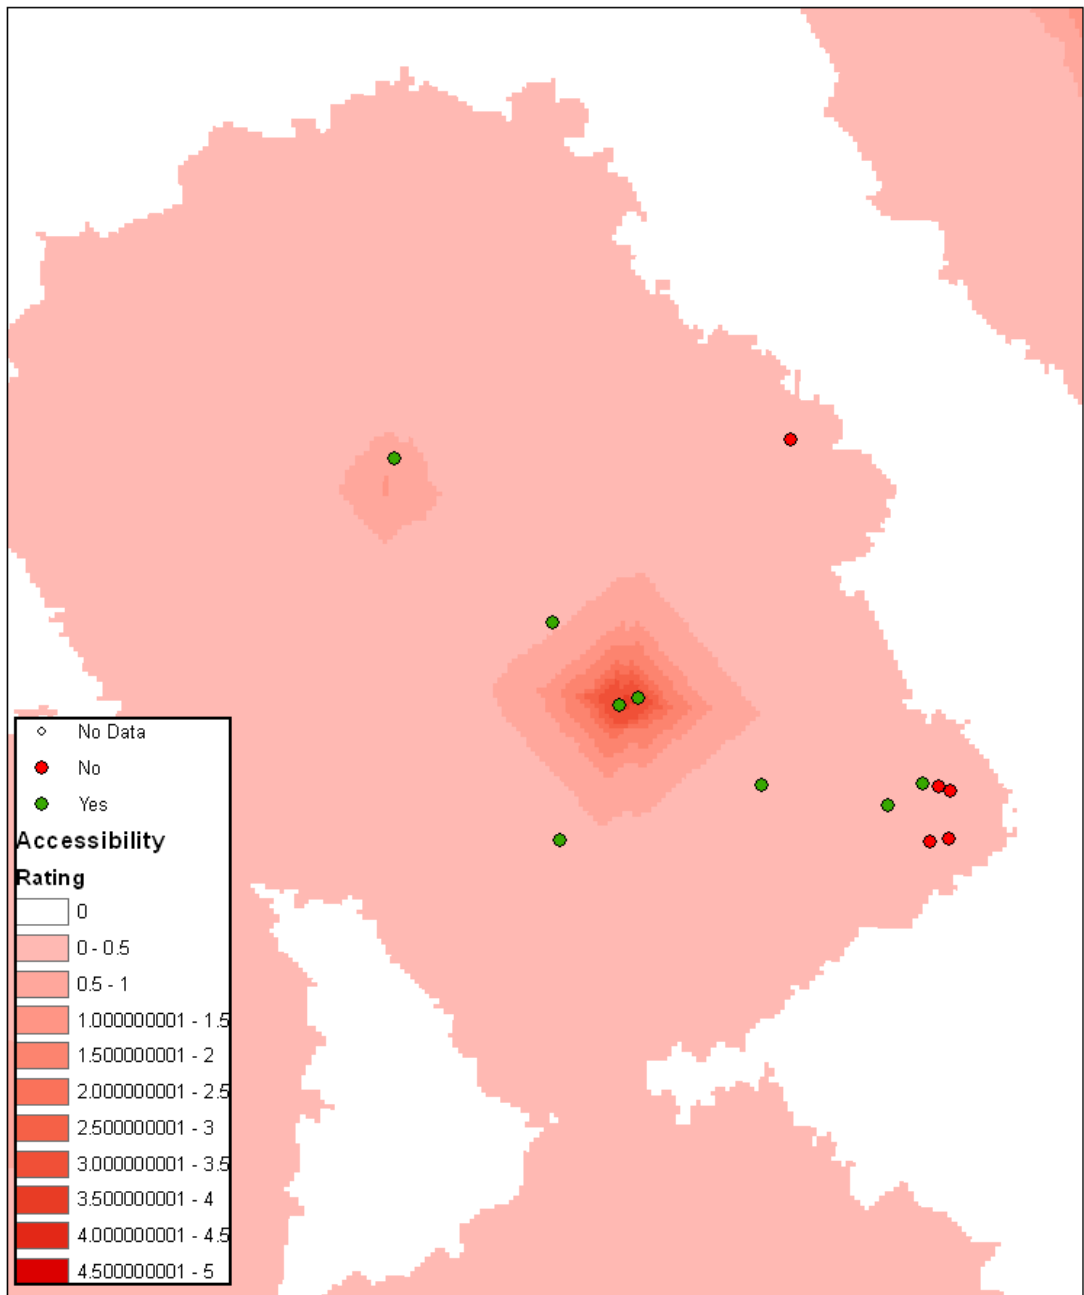 No Data
No
Yes
Accessibility
Rating
0
0 - 0.5
0.5 - 1
1.000000001 - 1.5
1.500000001 - 2
2.000000001 - 2.5
2.500000001 - 3
3.000000001 - 3.5
3.500000001 - 4
4.000000001 - 4.5
4.500000001 - 5